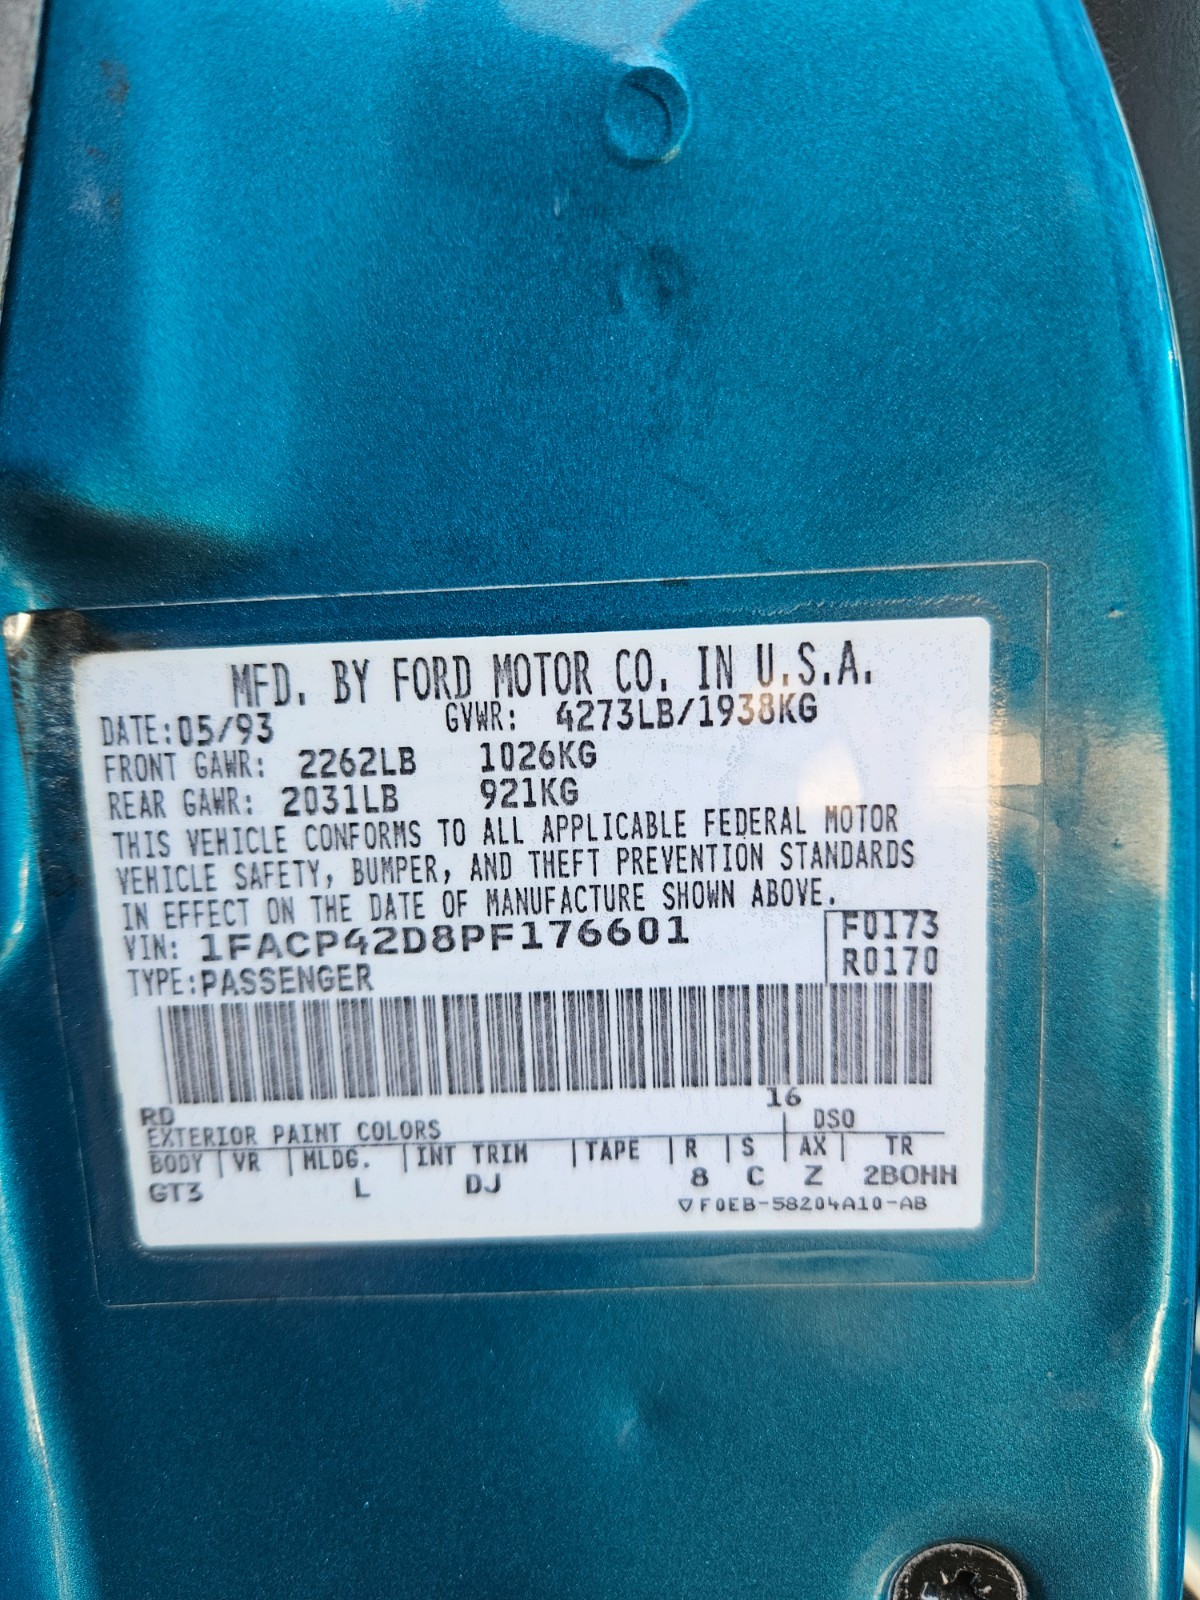 MFD. BY FORD MOTOR CO. IN U.S.A.
DATE:05/93 GVWR: 4273LB/1938KG
FRONT GAWR: 2262LB 1026KG
REAR GAWR: 2031LB 921KG
THIS VEHICLE CONFORMS TO ALL APPLICABLE FEDERAL MOTOR
VEHICLE SAFETY, BUMPER, AND THEFT PREVENTION STANDARDS
IN EFFECT ON THE DATE OF MANUFACTURE SHOWN ABOVE.
VIN: 1FACP42D8PF176601 F0173
TYPE:PASSENGER R0170
RD 16
EXTERIOR PAINT COLORS DSO
BODY VR MLDG. INT TRIM TAPE R S AX TR
GT3 L DJ 8 C Z 2BOHH
▽F0EB-58204A10-AB